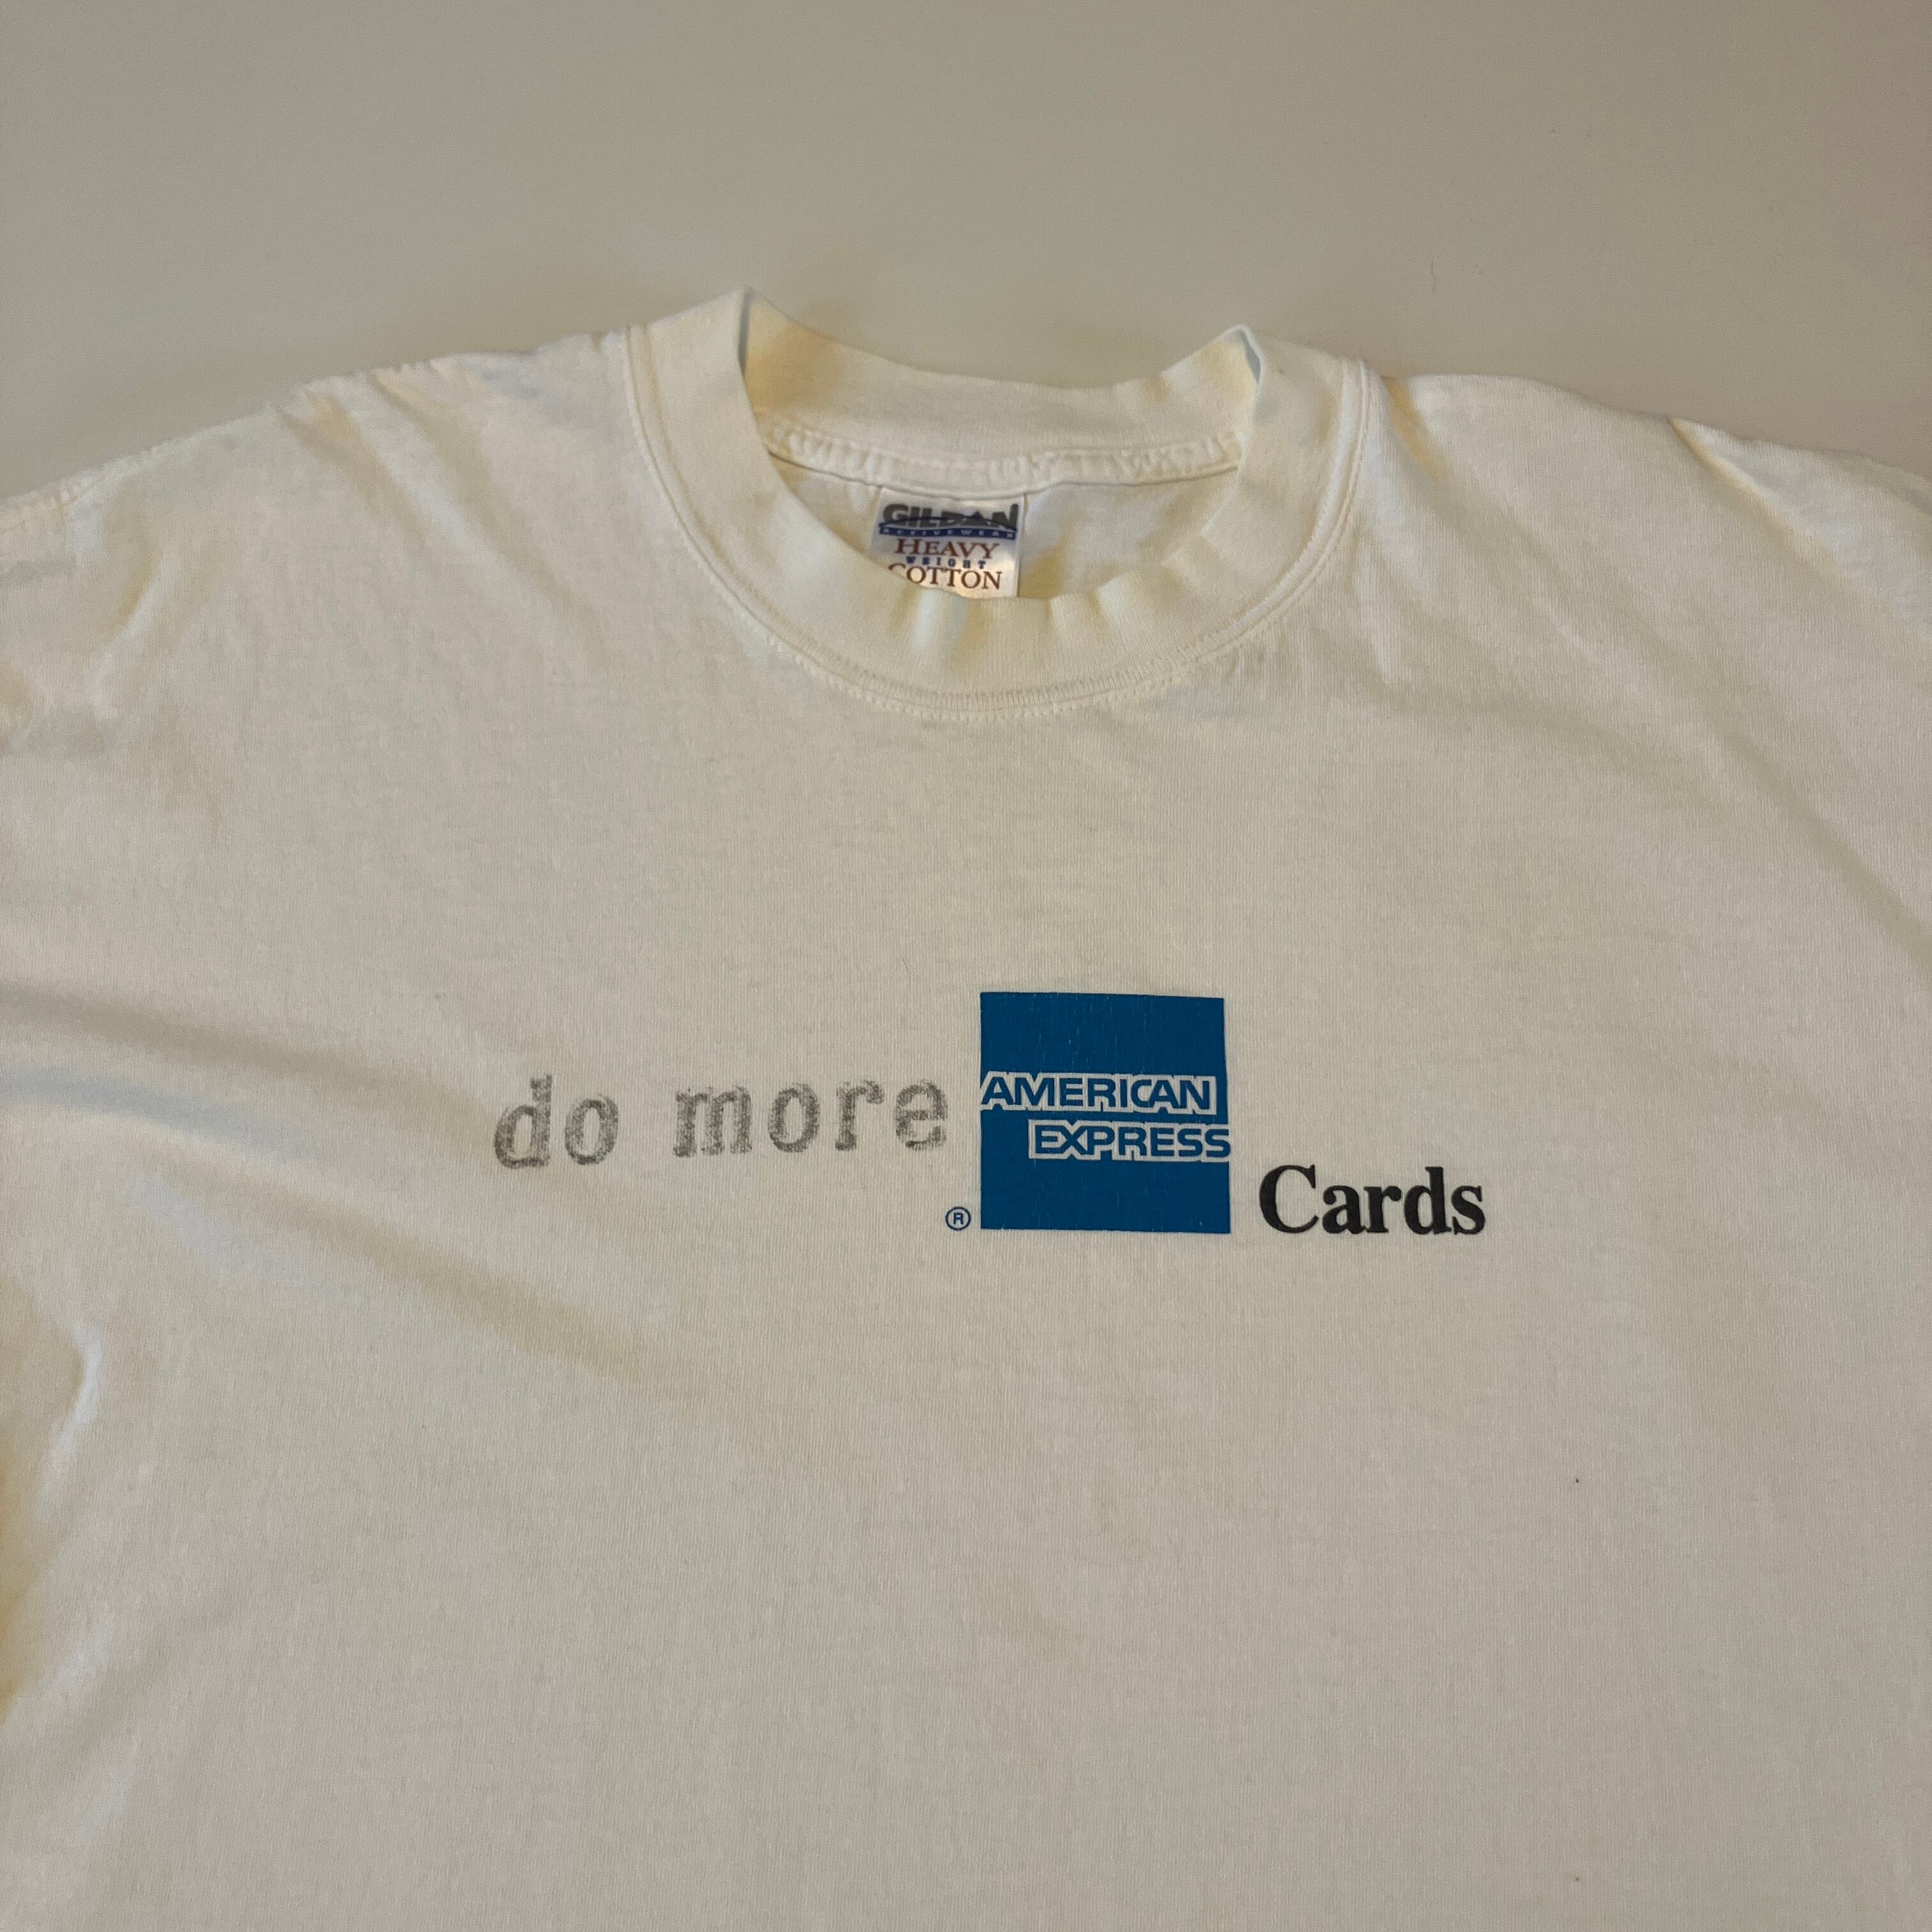 GILDAN
ACTIVEWEAR
HEAVY
WEIGHT
COTTON
do more AMERICAN EXPRESS® Cards